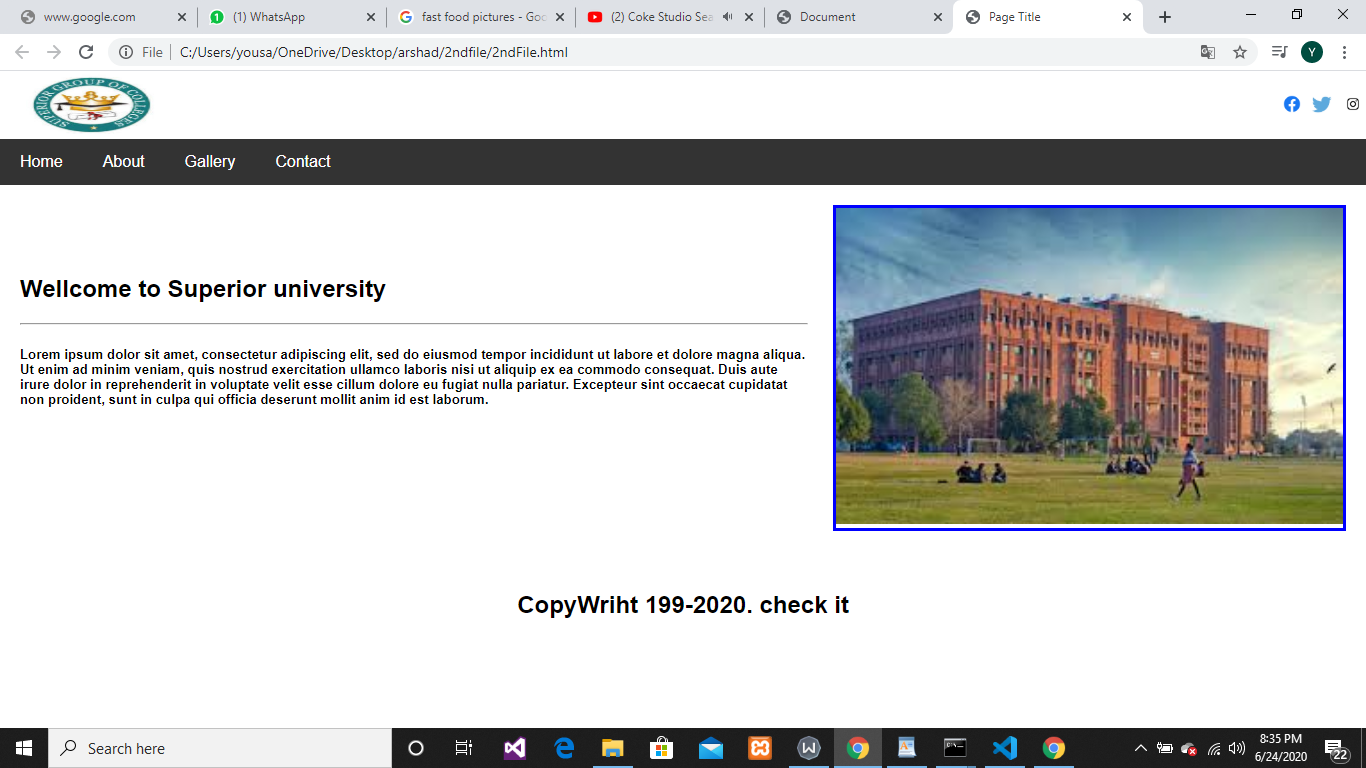 www.google.com
(1) WhatsApp
fast food pictures - Goo
(2) Coke Studio Sea
Document
Page Title
File
C:/Users/yousa/OneDrive/Desktop/arshad/2ndfile/2ndFile.html
Y
SUPERIOR GROUP OF COLLEGES
Home About Gallery Contact
Wellcome to Superior university
Lorem ipsum dolor sit amet, consectetur adipiscing elit, sed do eiusmod tempor incididunt ut labore et dolore magna aliqua.
Ut enim ad minim veniam, quis nostrud exercitation ullamco laboris nisi ut aliquip ex ea commodo consequat. Duis aute
irure dolor in reprehenderit in voluptate velit esse cillum dolore eu fugiat nulla pariatur. Excepteur sint occaecat cupidatat
non proident, sunt in culpa qui officia deserunt mollit anim id est laborum.
CopyWriht 199-2020. check it
Search here
8:35 PM
6/24/2020
22